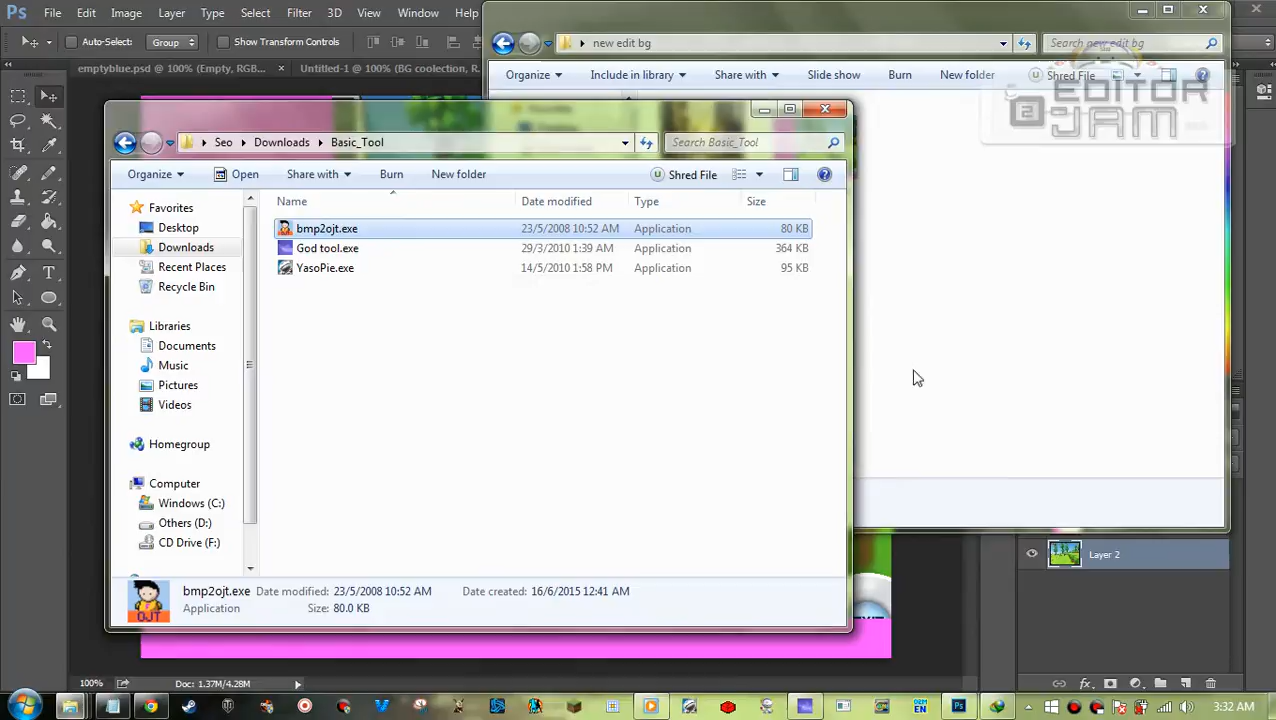 Ps File Edit Image Layer Type Select Filter 3D View Window Help
Auto-Select: Group Show Transform Controls
emptyblue.psd @ 100% (Empty, RGB... × Untitled-1 @ 100% (BG coolection, R
new edit bg Search new edit bg
Organize Include in library Share with Slide show Burn New folder Shred File
EDITOR JAM
Seo Downloads Basic_Tool Search Basic_Tool
Organize Open Share with Burn New folder Shred File
Name Date modified Type Size
bmp2ojt.exe 23/5/2008 10:52 AM Application 80 KB
God tool.exe 29/3/2010 1:39 AM Application 364 KB
YasoPie.exe 14/5/2010 1:58 PM Application 95 KB
Favorites
Desktop
Downloads
Recent Places
Recycle Bin
Libraries
Documents
Music
Pictures
Videos
Homegroup
Computer
Windows (C:)
Others (D:)
CD Drive (F:)
Layer 2
OJT
bmp2ojt.exe Date modified: 23/5/2008 10:52 AM Date created: 16/6/2015 12:41 AM
Application Size: 80.0 KB
100% Doc: 1.37M/4.28M
ORM EN
3:32 AM